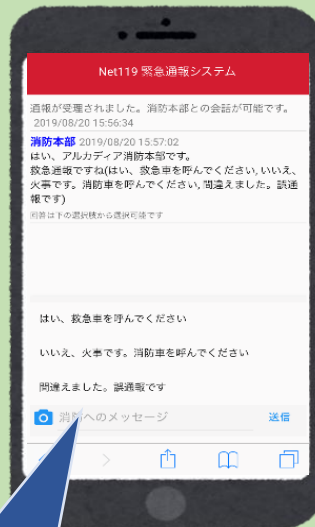 Net119 緊急通報システム
通報が受理されました。消防本部との会話が可能です。
2019/08/20 15:56:34
消防本部 2019/08/20 15:57:02
はい、アルカディア消防本部です。
救急通報ですね(はい、救急車を呼んでください, いいえ、
火事です。消防車を呼んでください, 間違えました。誤通
報です)
回答は下の選択肢から選択可能です
はい、救急車を呼んでください
いいえ、火事です。消防車を呼んでください
間違えました。誤通報です
消防へのメッセージ
送信